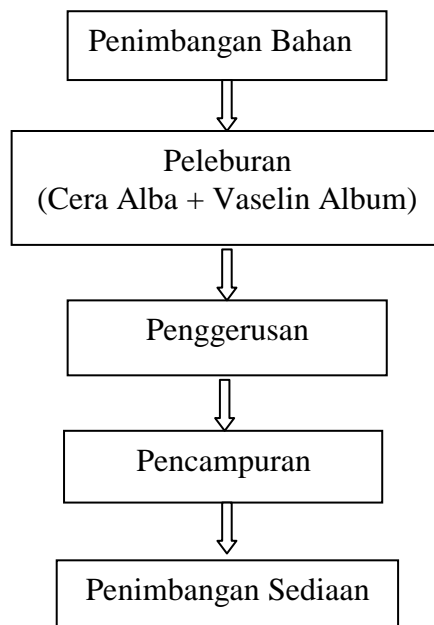 Penimbangan Bahan
Peleburan
(Cera Alba + Vaselin Album)
Penggerusan
Pencampuran
Penimbangan Sediaan